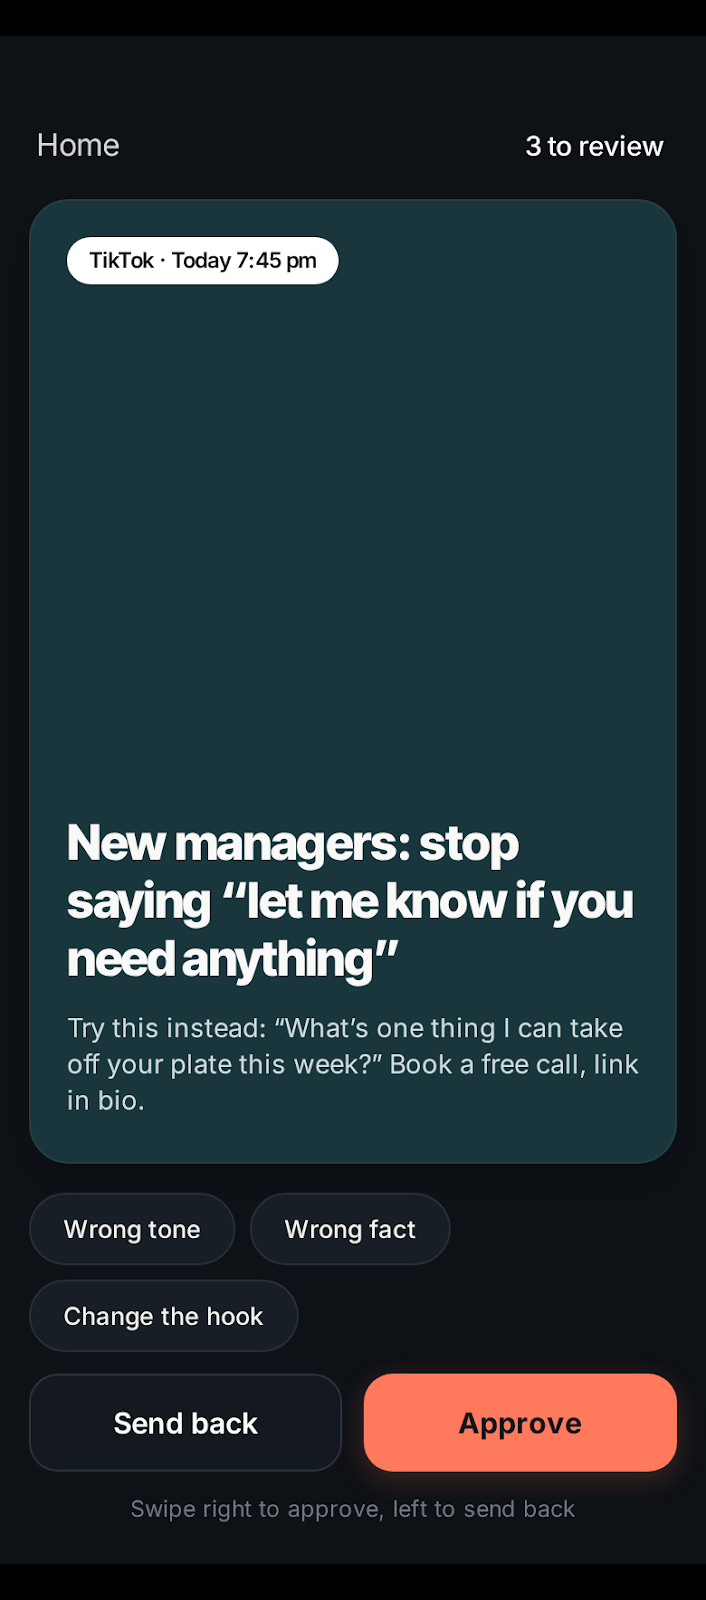 Home
3 to review
TikTok · Today 7:45 pm
New managers: stop
saying “let me know if you
need anything”
Try this instead: “What’s one thing I can take
off your plate this week?” Book a free call, link
in bio.
Wrong tone
Wrong fact
Change the hook
Send back
Approve
Swipe right to approve, left to send back